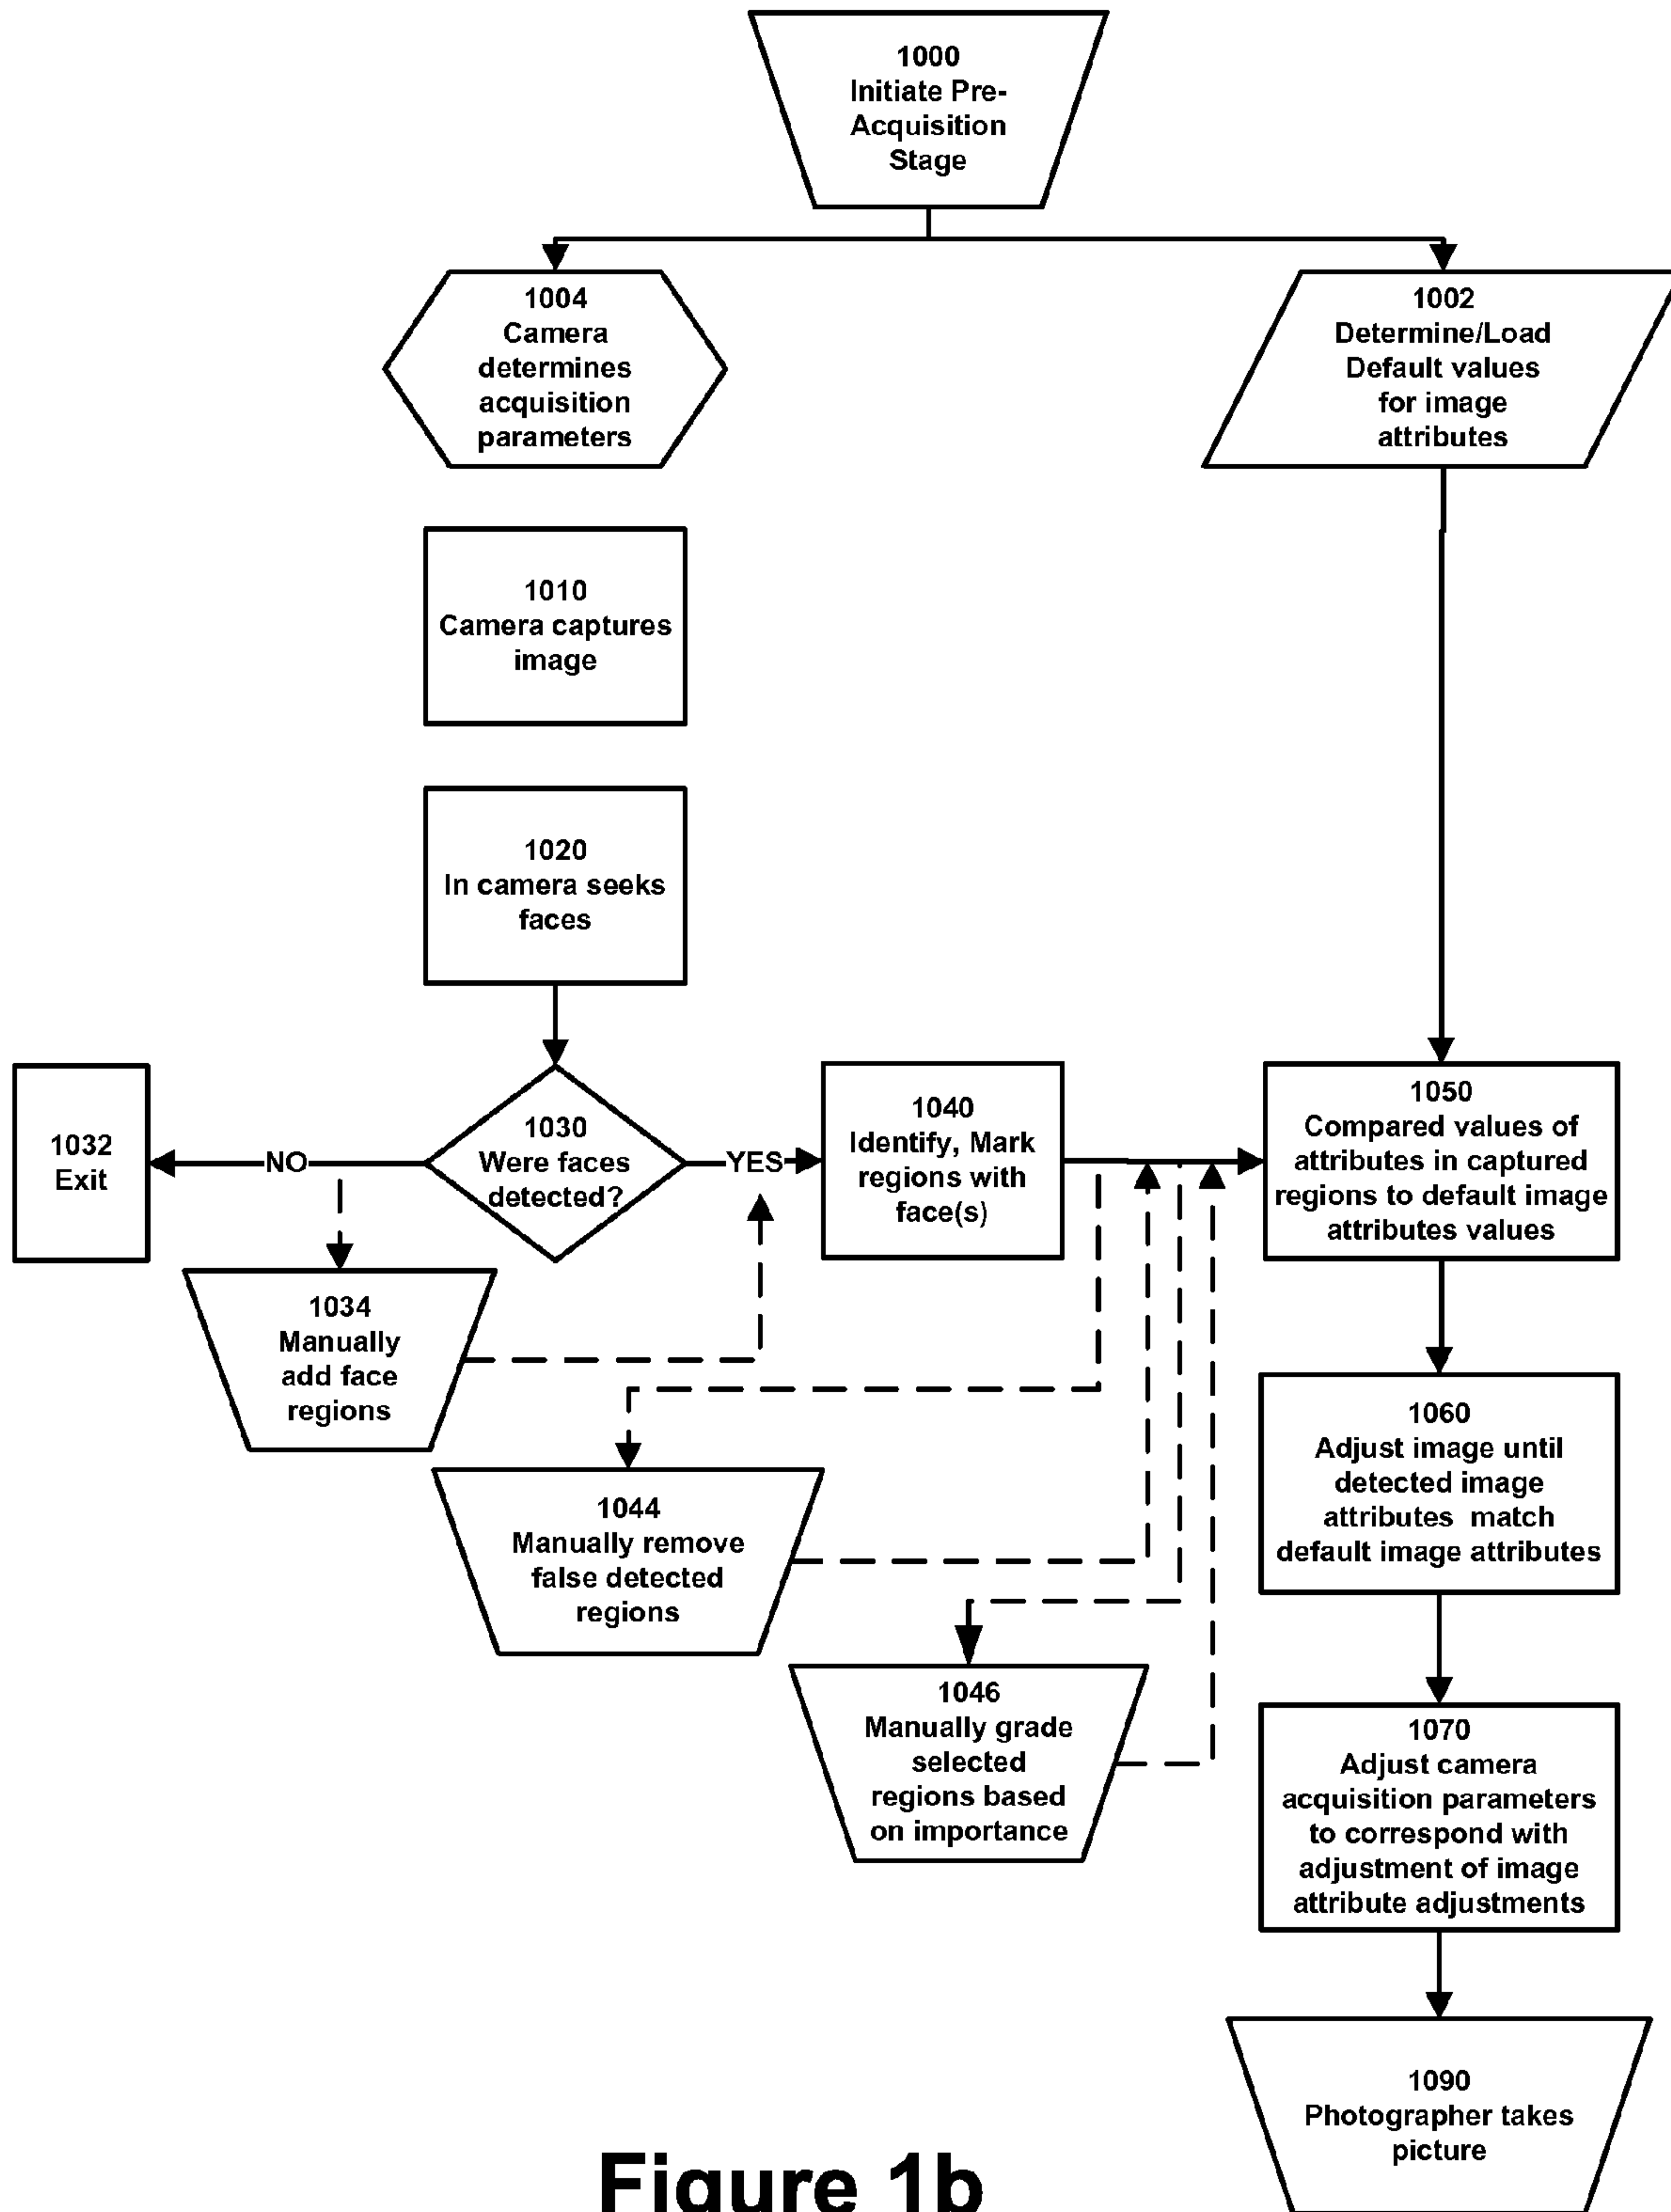 1000
Initiate Pre-
Acquisition
Stage
1004
Camera
determines
acquisition
parameters
1002
Determine/Load
Default values
for image
attributes
1010
Camera captures
image
1020
In camera seeks
faces
1032
Exit
NO
1030
Were faces
detected?
YES
1040
Identify, Mark
regions with
face(s)
1050
Compared values of
attributes in captured
regions to default image
attributes values
1034
Manually
add face
regions
1044
Manually remove
false detected
regions
1046
Manually grade
selected
regions based
on importance
1060
Adjust image until
detected image
attributes match
default image attributes
1070
Adjust camera
acquisition parameters
to correspond with
adjustment of image
attribute adjustments
1090
Photographer takes
picture
Figure 1b